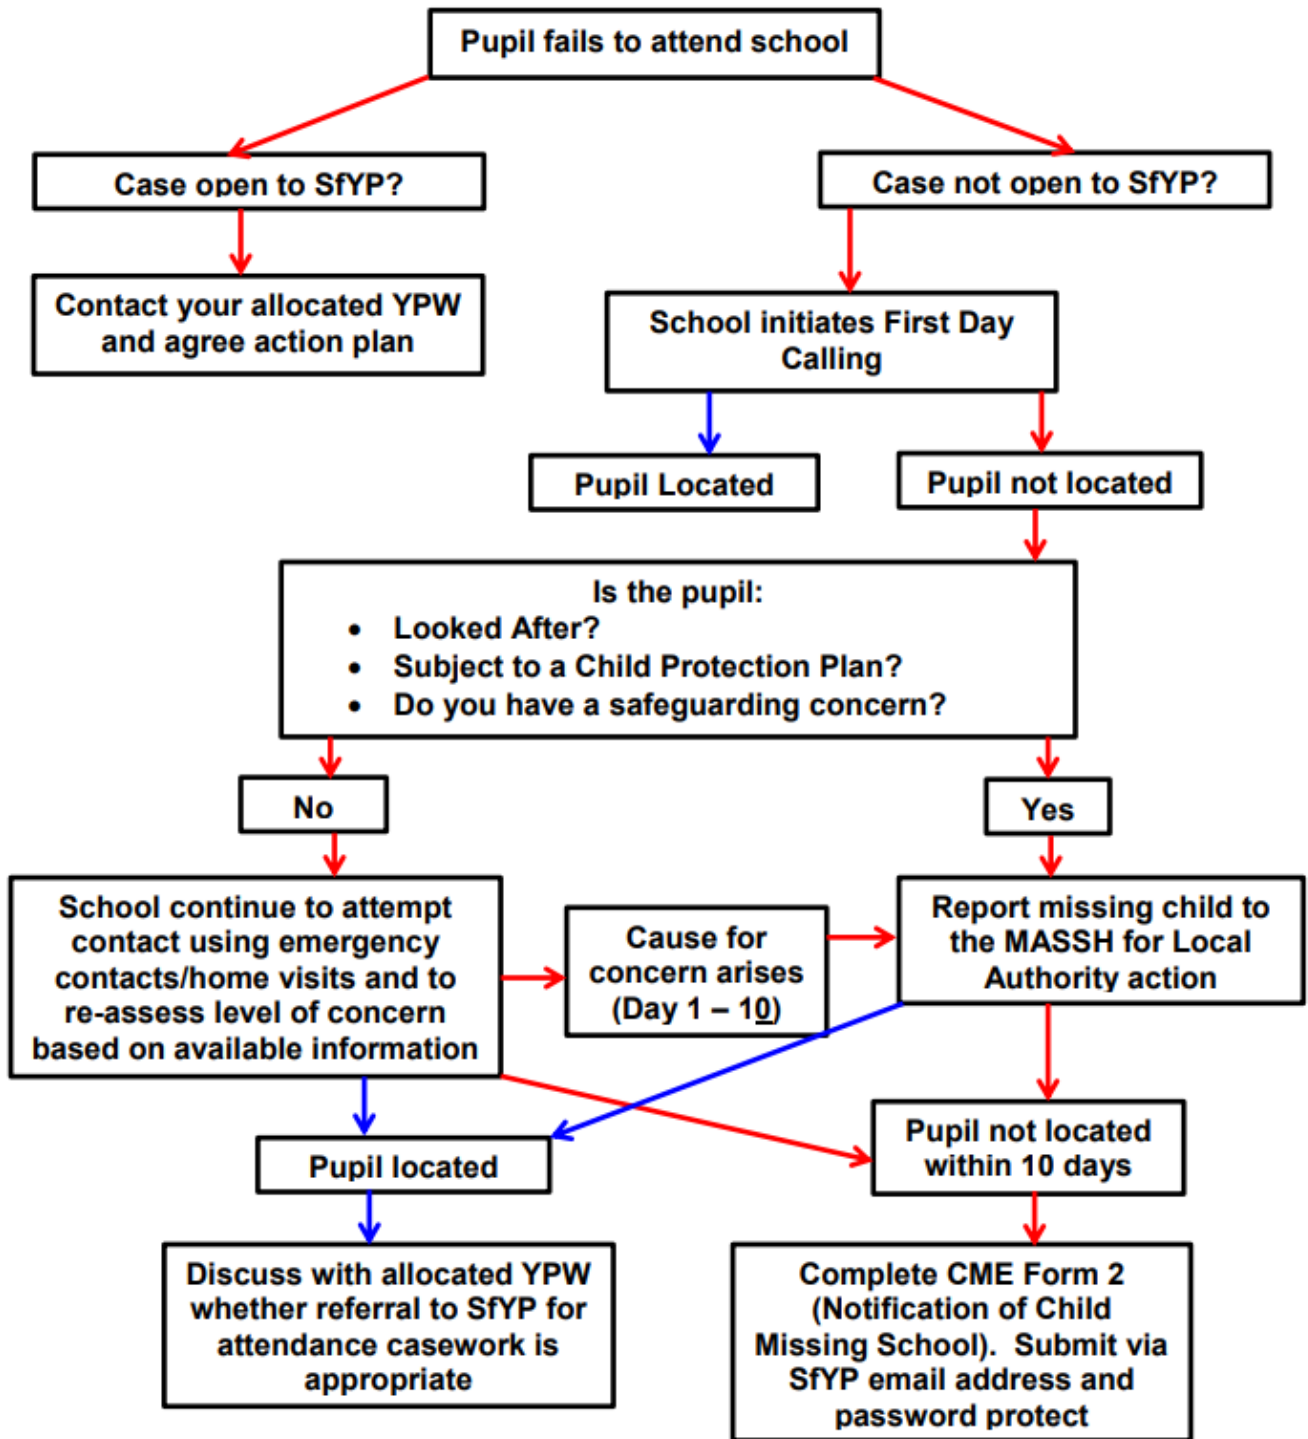 Pupil fails to attend school
Case open to SfYP?
Case not open to SfYP?
Contact your allocated YPW
and agree action plan
School initiates First Day
Calling
Pupil Located
Pupil not located
Is the pupil:
• Looked After?
• Subject to a Child Protection Plan?
• Do you have a safeguarding concern?
No
Yes
School continue to attempt
contact using emergency
contacts/home visits and to
re-assess level of concern
based on available information
Cause for
concern arises
(Day 1 – 10)
Report missing child to
the MASSH for Local
Authority action
Pupil located
Pupil not located
within 10 days
Discuss with allocated YPW
whether referral to SfYP for
attendance casework is
appropriate
Complete CME Form 2
(Notification of Child
Missing School).  Submit via
SfYP email address and
password protect